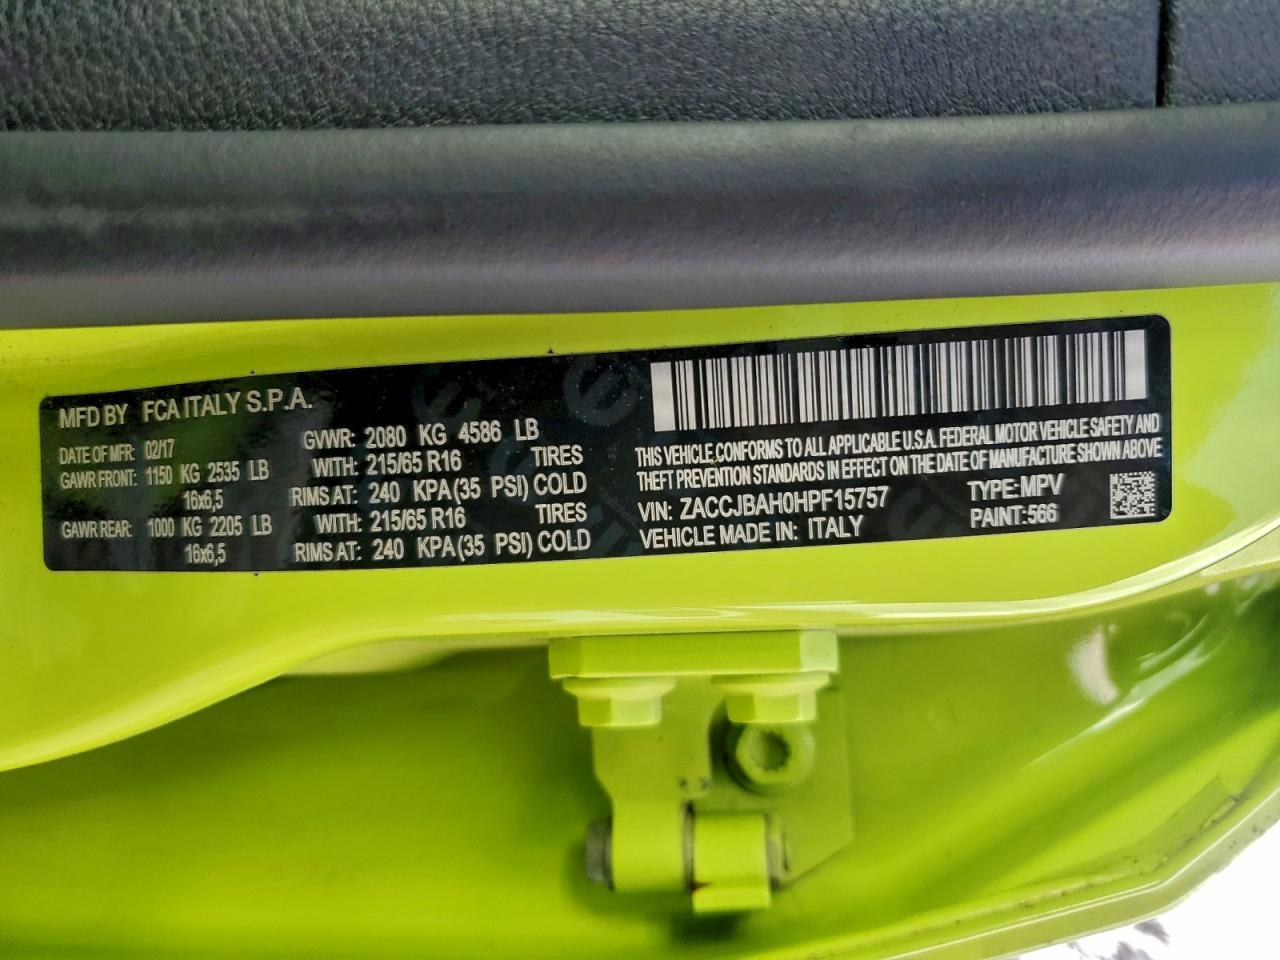 MFD BY FCA ITALY S.P.A.
DATE OF MFR: 02/17 GVWR: 2080 KG 4586 LB
GAWR FRONT: 1150 KG 2535 LB WITH: 215/65 R16 TIRES
16x6,5 RIMS AT: 240 KPA(35 PSI) COLD
GAWR REAR: 1000 KG 2205 LB WITH: 215/65 R16 TIRES
16x6,5 RIMS AT: 240 KPA(35 PSI) COLD
THIS VEHICLE CONFORMS TO ALL APPLICABLE U.S.A. FEDERAL MOTOR VEHICLE SAFETY AND
THEFT PREVENTION STANDARDS IN EFFECT ON THE DATE OF MANUFACTURE SHOWN ABOVE
VIN: ZACCJBAH0HPF15757 TYPE:MPV
VEHICLE MADE IN: ITALY PAINT:566